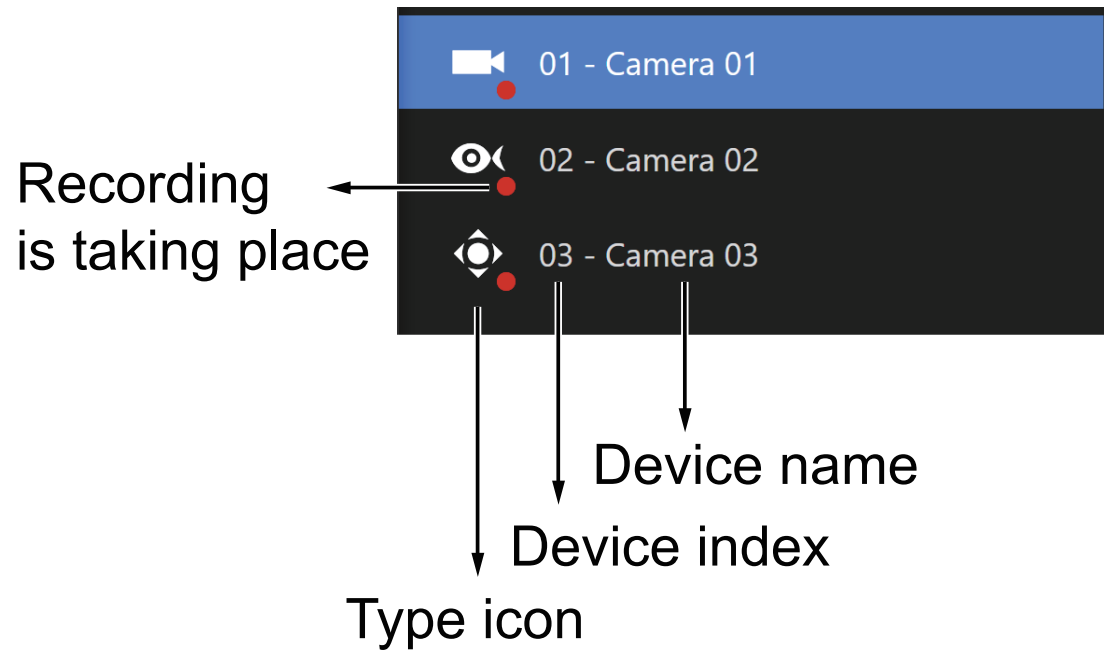 01 - Camera 01
02 - Camera 02
Recording
is taking place
03 - Camera 03
Device name
Device index
Type icon